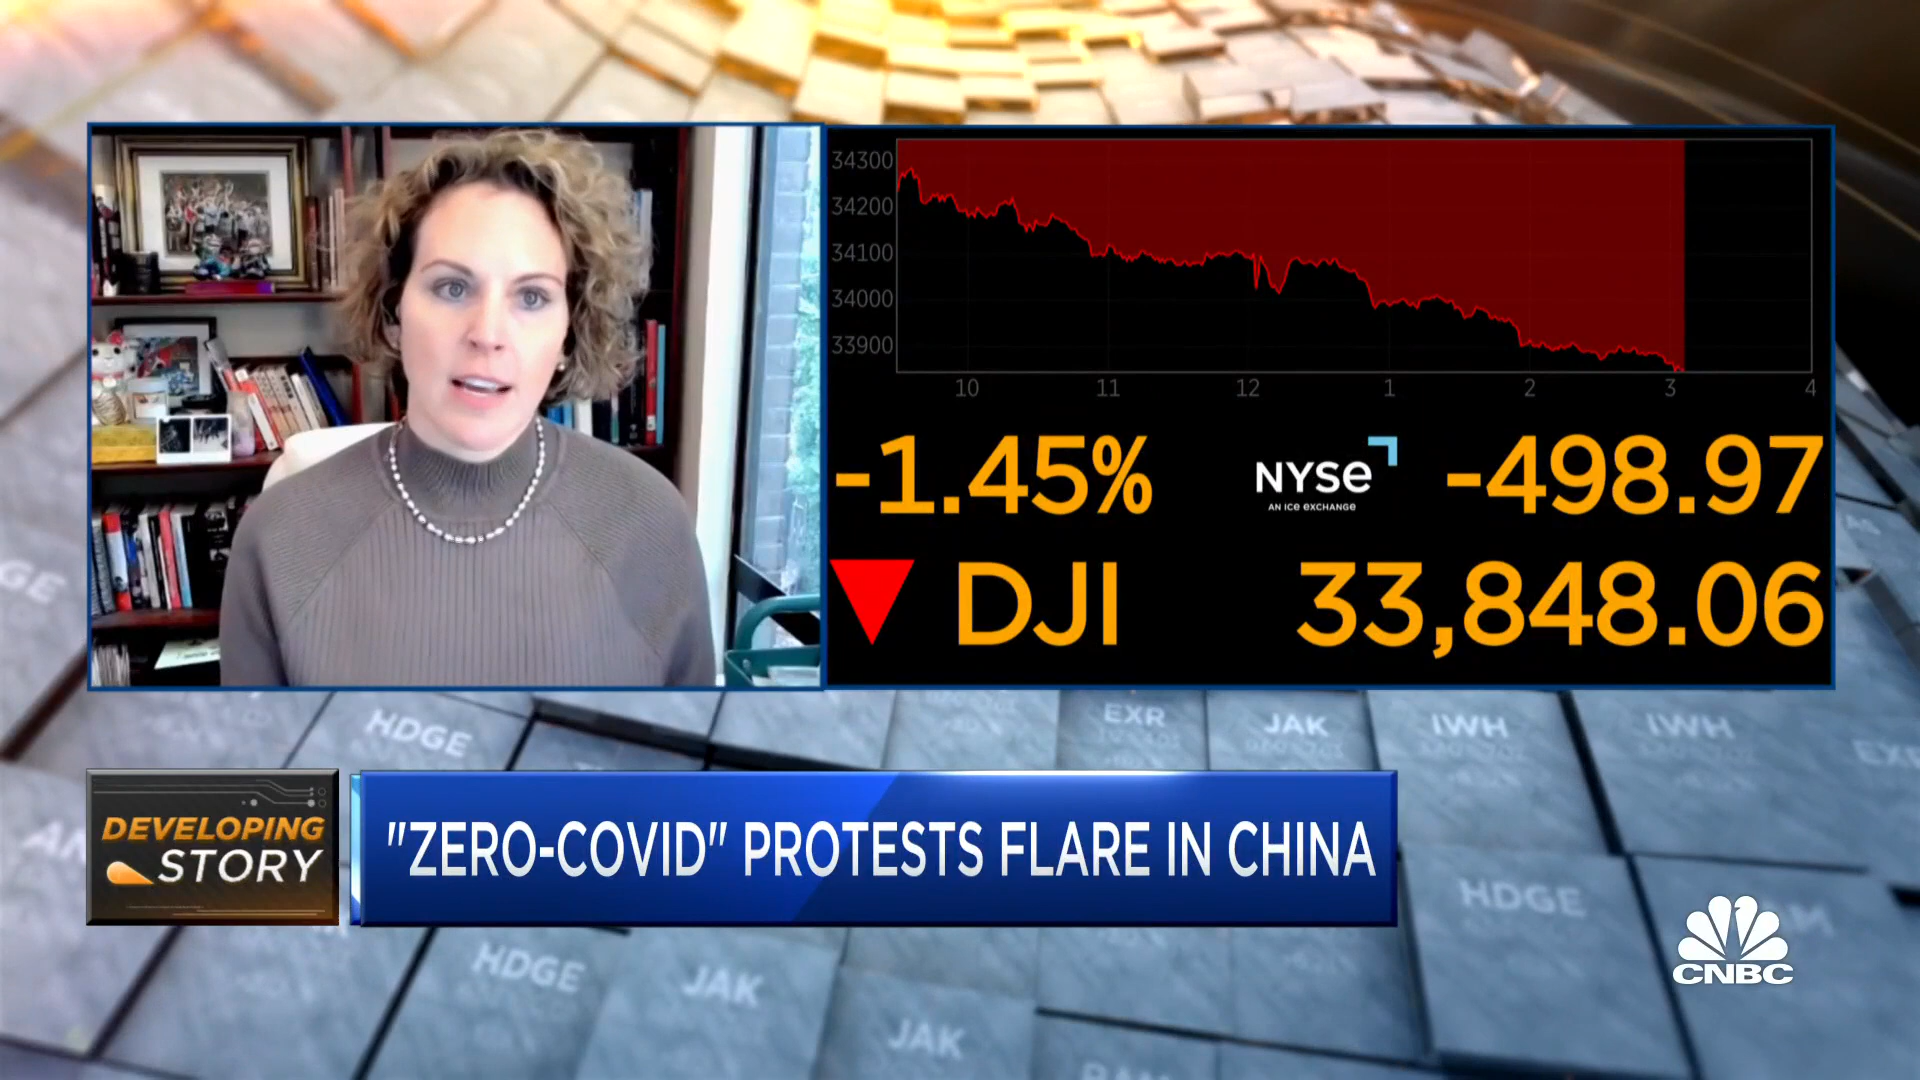 34300
34200
34100
34000
33900
10 11 12 1 2 3 4
-1.45% NYSE -498.97
AN ICE EXCHANGE
DJI 33,848.06
HDGE
EXR
JAK
IWH
IWH
DEVELOPING
STORY
"ZERO-COVID" PROTESTS FLARE IN CHINA
HDGE
HDGE
JAK
JAK
CNBC